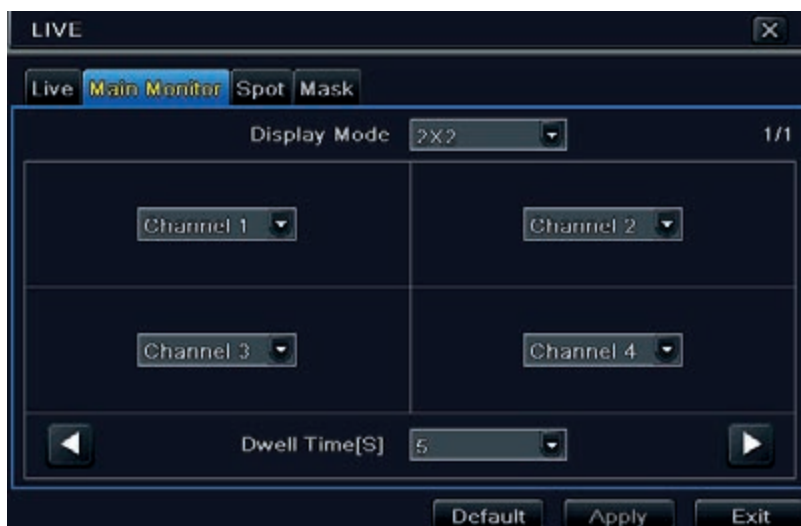 LIVE
Live Main Monitor Spot Mask
Display Mode 2X2 1/1
Channel 1 Channel 2
Channel 3 Channel 4
Dwell Time[S] 5
Default Apply Exit